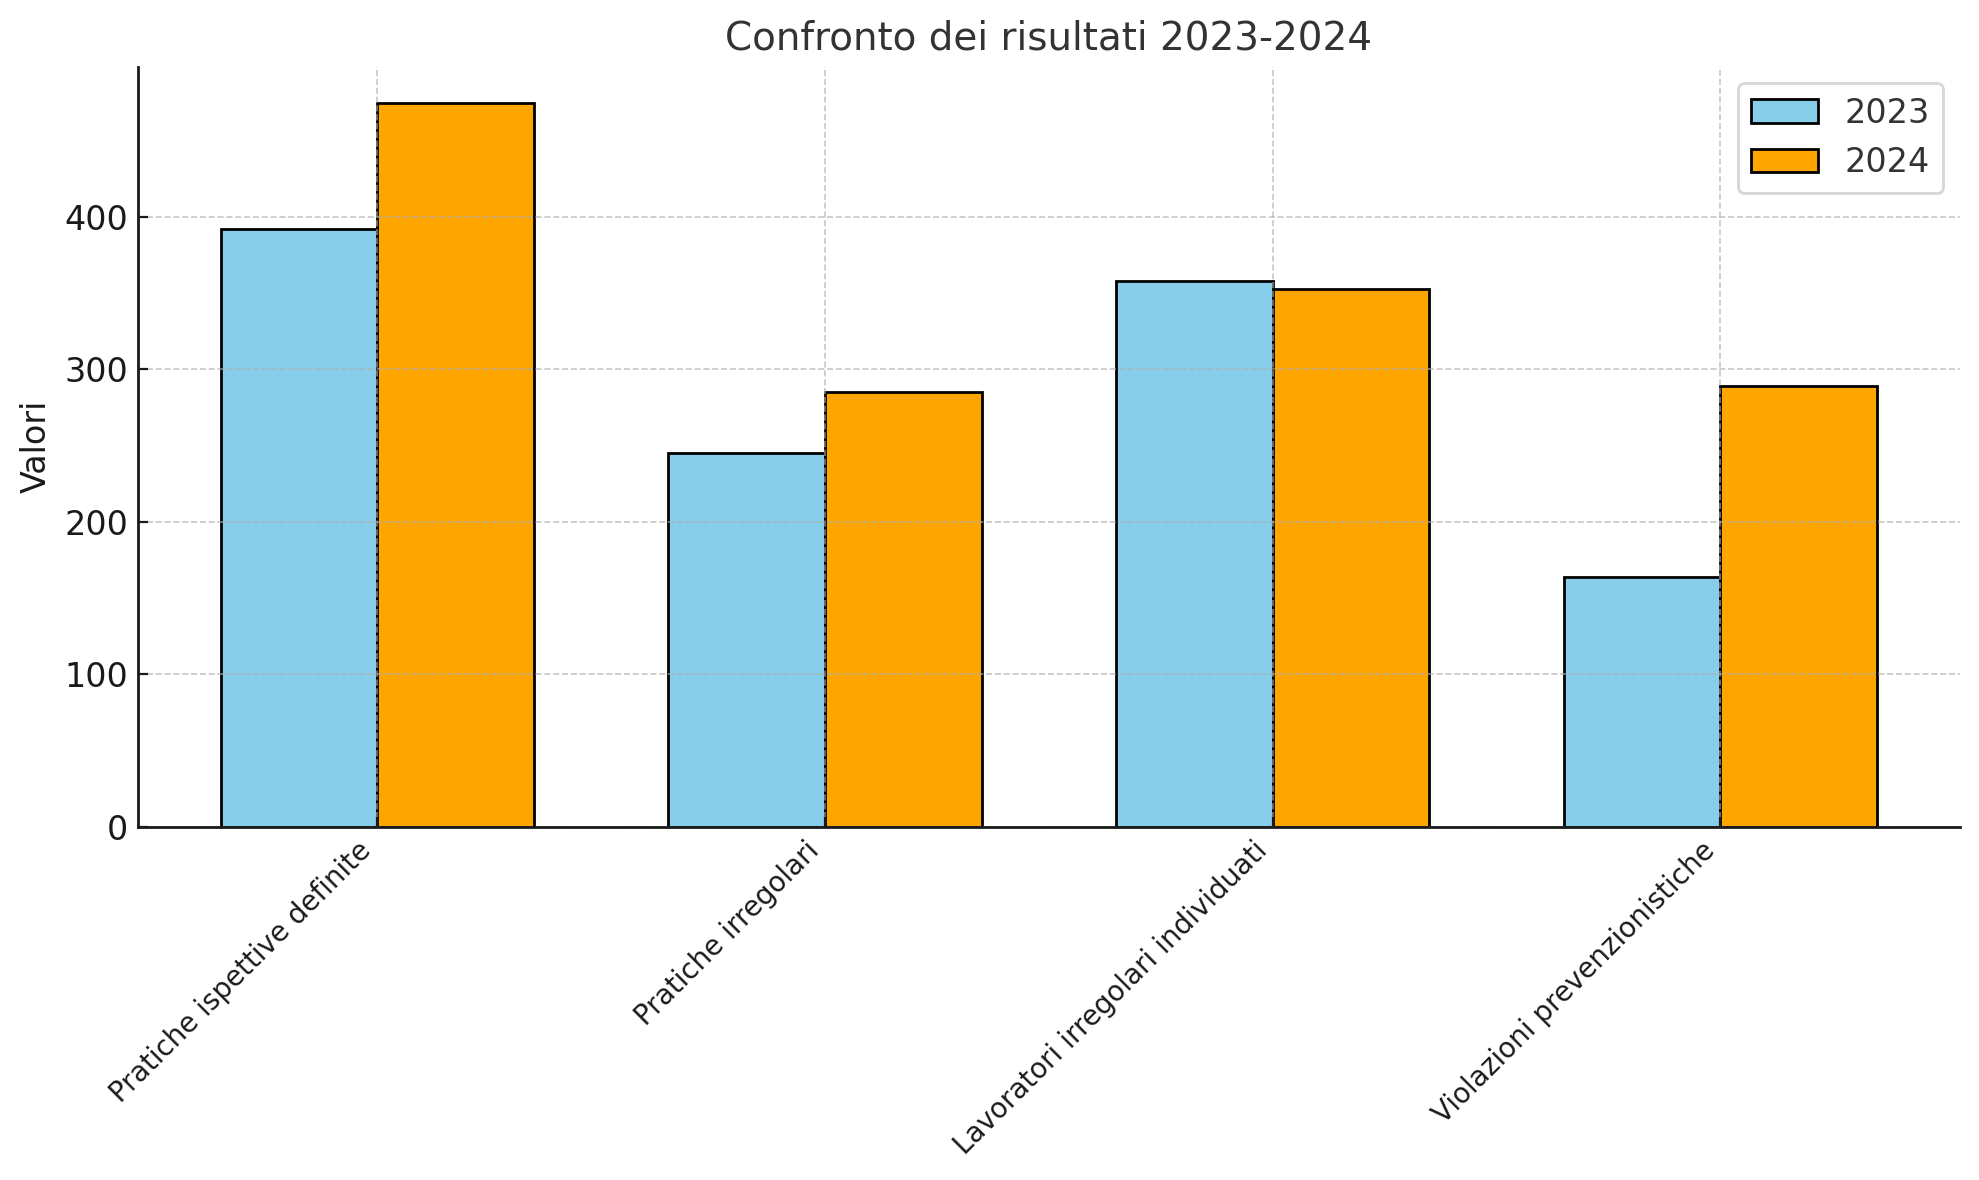 Confronto dei risultati 2023-2024
2023
2024
Valori
400
300
200
100
0
Pratiche ispettive definite
Pratiche irregolari
Lavoratori irregolari individuati
Violazioni prevenzionistiche